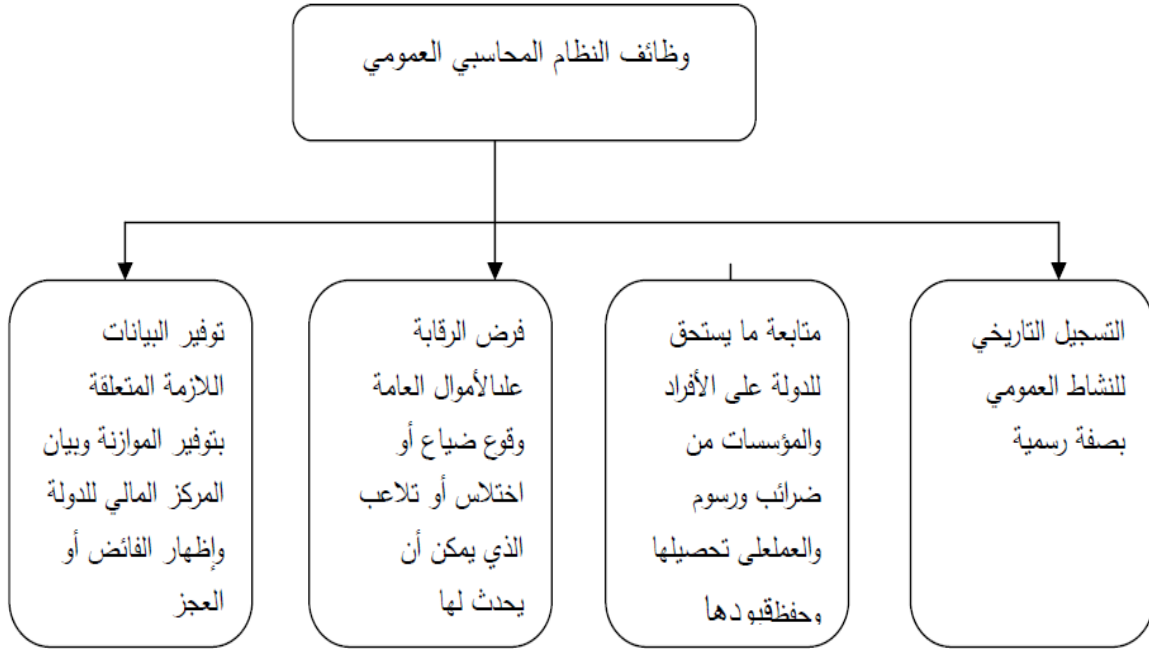 وظائف النظام المحاسبي العمومي
التسجيل التاريخي
للنشاط العمومي
بصفة رسمية
متابعة ما يستحق
للدولة على الأفراد
والمؤسسات من
ضرائب ورسوم
والعملعلى تحصيلها
وحفظقيودها
فرض الرقابة
علىالأموال العامة
وقوع ضياع أو
اختلاس أو تلاعب
الذي يمكن أن
يحدث لها
توفير البيانات
اللازمة المتعلقة
بتوفير الموازنة وبيان
المركز المالي للدولة
وإظهار الفائض أو
العجز